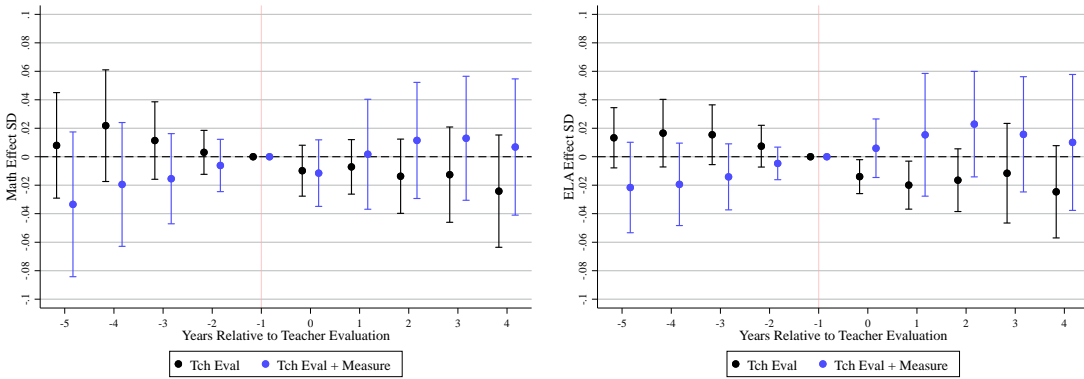 Math Effect SD
.1
.08
.06
.04
.02
0
-.02
-.04
-.06
-.08
-.1
-5 -4 -3 -2 -1 0 1 2 3 4
Years Relative to Teacher Evaluation
Tch Eval Tch Eval + Measure
ELA Effect SD
.1
.08
.06
.04
.02
0
-.02
-.04
-.06
-.08
-.1
-5 -4 -3 -2 -1 0 1 2 3 4
Years Relative to Teacher Evaluation
Tch Eval Tch Eval + Measure